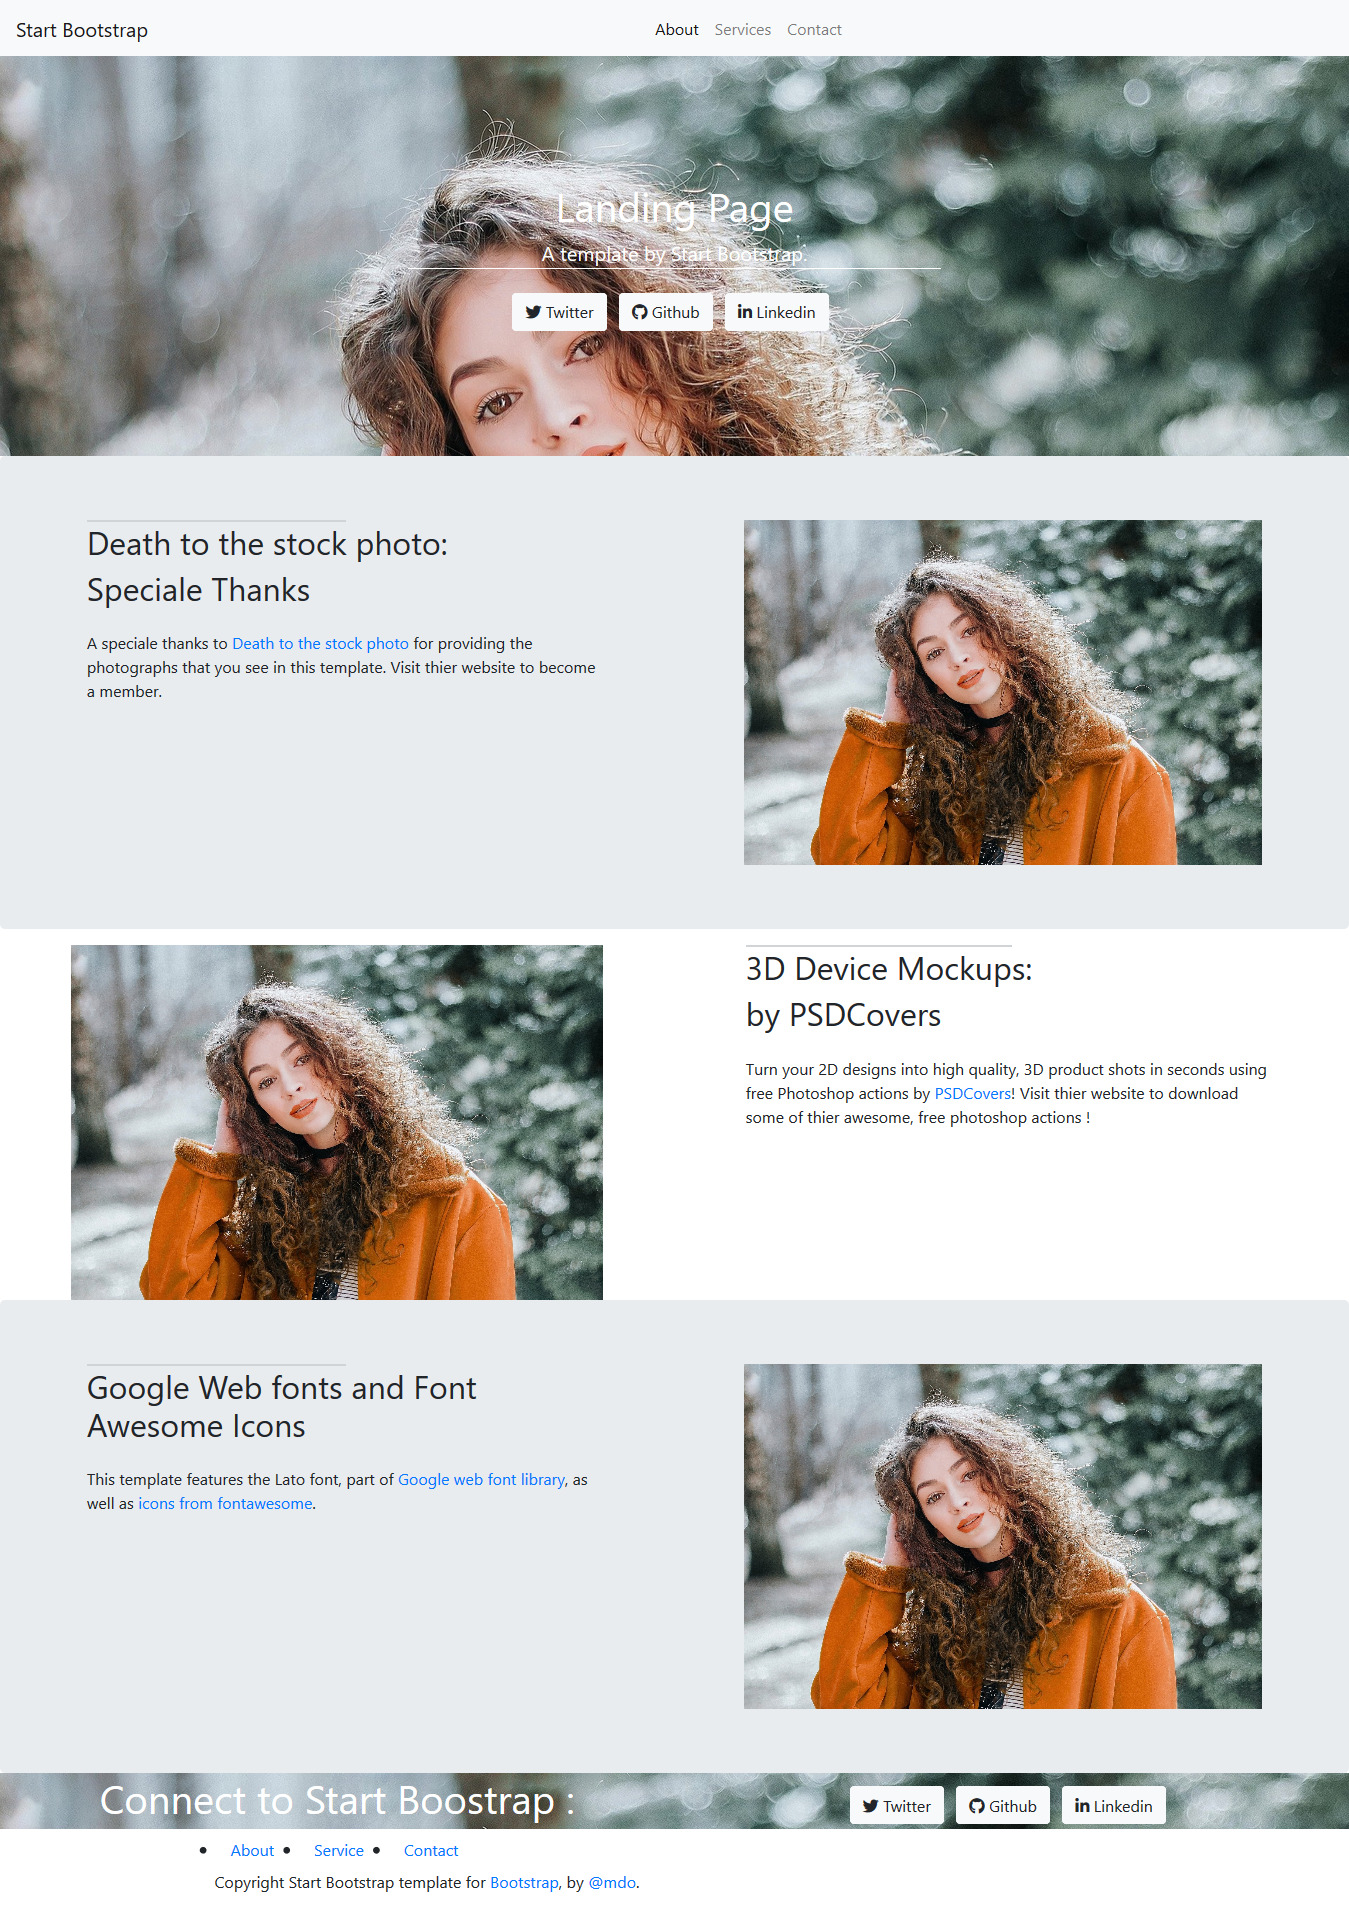 Start Bootstrap About Services Contact
Landing Page
A template by Start Bootstrap.
Twitter Github Linkedin
Death to the stock photo:
Speciale Thanks
A speciale thanks to Death to the stock photo for providing the
photographs that you see in this template. Visit thier website to become
a member.
3D Device Mockups:
by PSDCovers
Turn your 2D designs into high quality, 3D product shots in seconds using
free Photoshop actions by PSDCovers! Visit thier website to download
some of thier awesome, free photoshop actions !
Google Web fonts and Font
Awesome Icons
This template features the Lato font, part of Google web font library, as
well as icons from fontawesome.
Connect to Start Boostrap : Twitter Github Linkedin
• About • Service • Contact
Copyright Start Bootstrap template for Bootstrap, by @mdo.